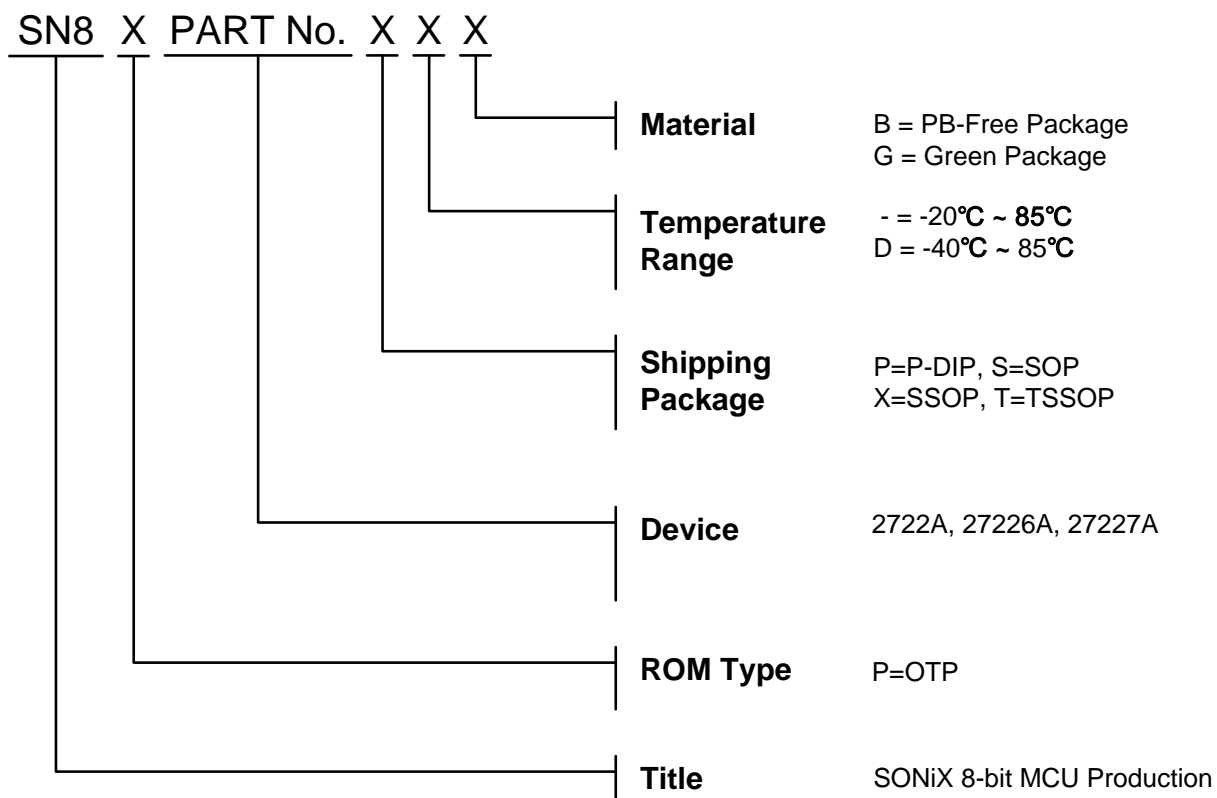 SN8 X PART No. X X X
Material
B = PB-Free Package
G = Green Package
Temperature
Range
- = -20℃ ~ 85℃
D = -40℃ ~ 85℃
Shipping
Package
P=P-DIP, S=SOP
X=SSOP, T=TSSOP
Device
2722A, 27226A, 27227A
ROM Type
P=OTP
Title
SONiX 8-bit MCU Production